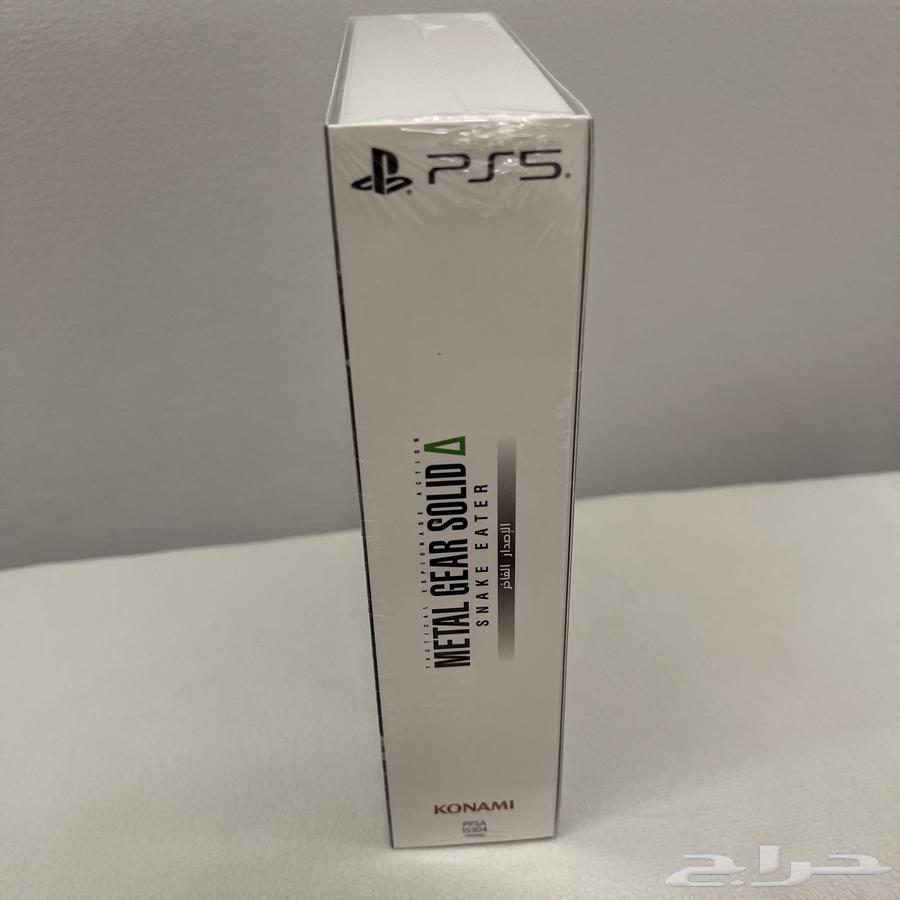 PS5
TACTICAL ESPIONAGE ACTION
METAL GEAR SOLID Δ
SNAKE EATER
الإصدار الفاخر
KONAMI
PPSA
15304
حراج